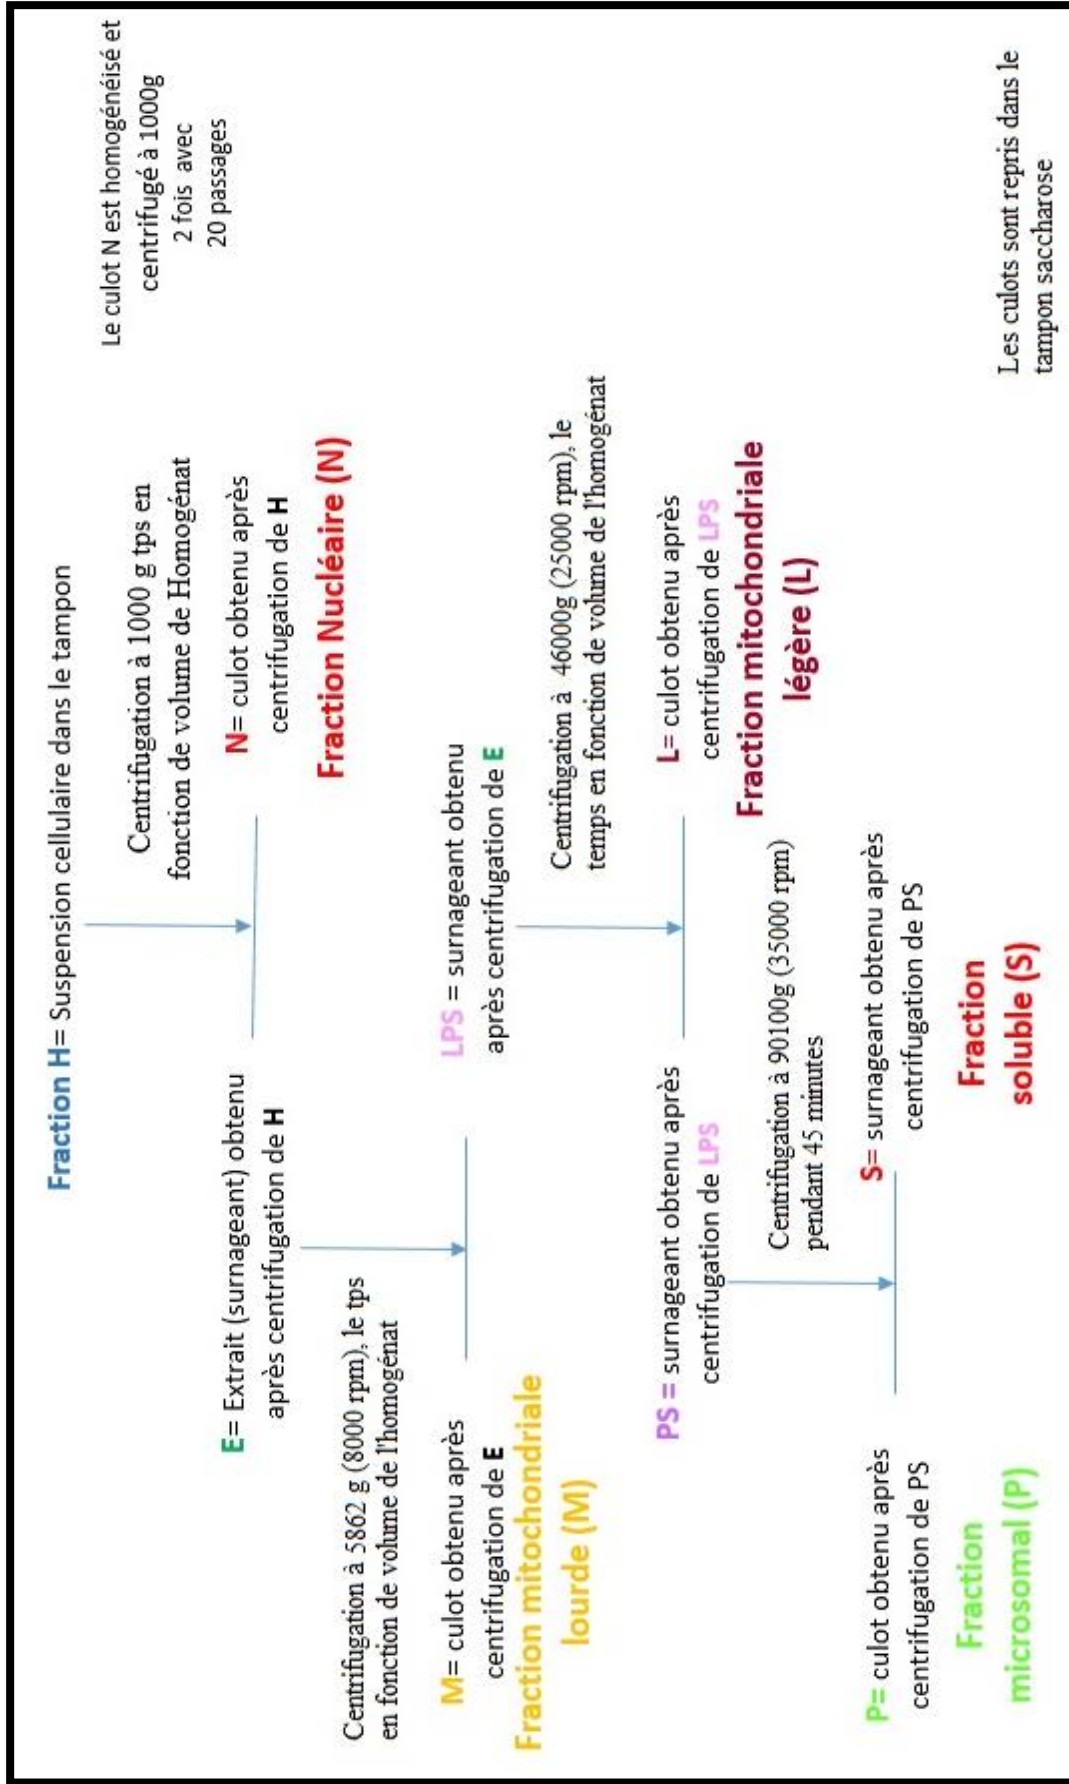 Fraction H= Suspension cellulaire dans le tampon
Le culot N est homogénéisé et
centrifugé à 1000g
2 fois avec
20 passages
Centrifugation à 1000 g tps en
fonction de volume de Homogénat
E= Extrait (surnageant) obtenu
après centrifugation de H
N= culot obtenu après
centrifugation de H
Fraction Nucléaire (N)
Centrifugation à 5862 g (8000 rpm), le tps
en fonction de volume de l'homogénat
M= culot obtenu après
centrifugation de E
Fraction mitochondriale
lourde (M)
LPS = surnageant obtenu
après centrifugation de E
Centrifugation à 46000g (25000 rpm), le
temps en fonction de volume de l'homogénat
PS = surnageant obtenu après
centrifugation de LPS
L= culot obtenu après
centrifugation de LPS
Fraction mitochondriale
légère (L)
Centrifugation à 90100g (35000 rpm)
pendant 45 minutes
P= culot obtenu après
centrifugation de PS
Fraction
microsomal (P)
S= surnageant obtenu après
centrifugation de PS
Fraction
soluble (S)
Les culots sont repris dans le
tampon saccharose